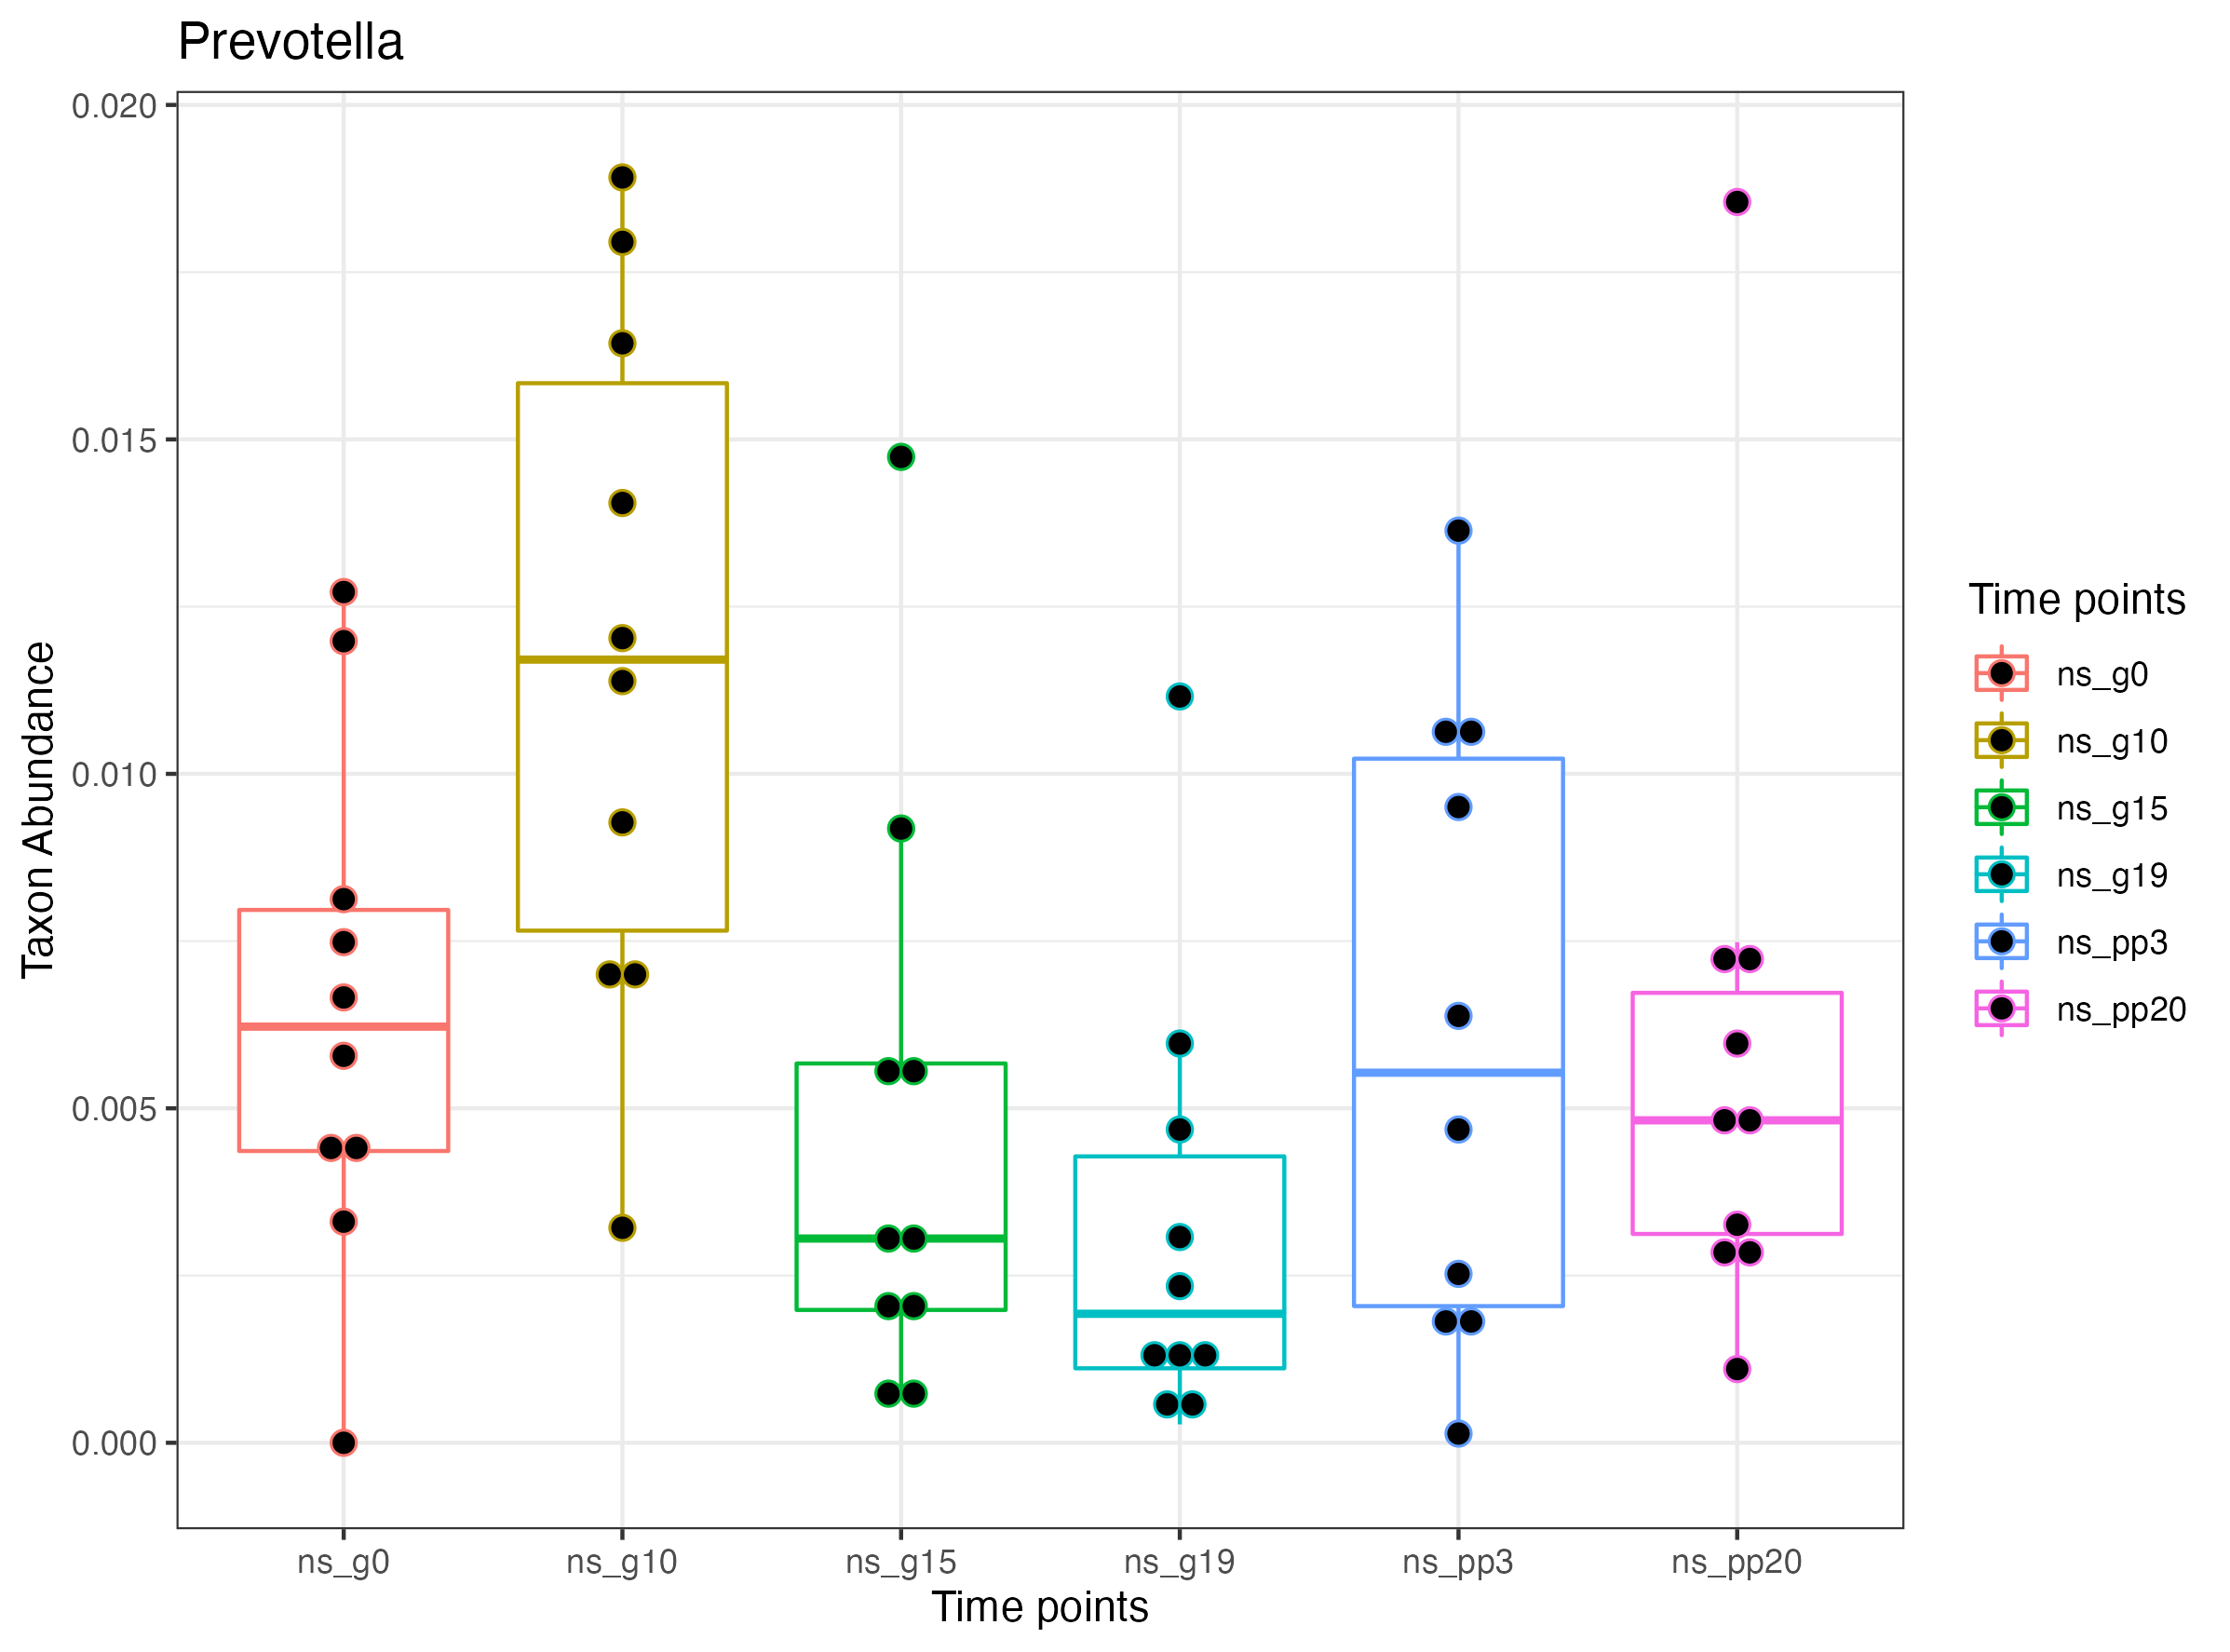 Prevotella
0.020
0.015
0.010
0.005
0.000
Taxon Abundance
ns_g0 ns_g10 ns_g15 ns_g19 ns_pp3 ns_pp20
Time points
Time points
ns_g0
ns_g10
ns_g15
ns_g19
ns_pp3
ns_pp20